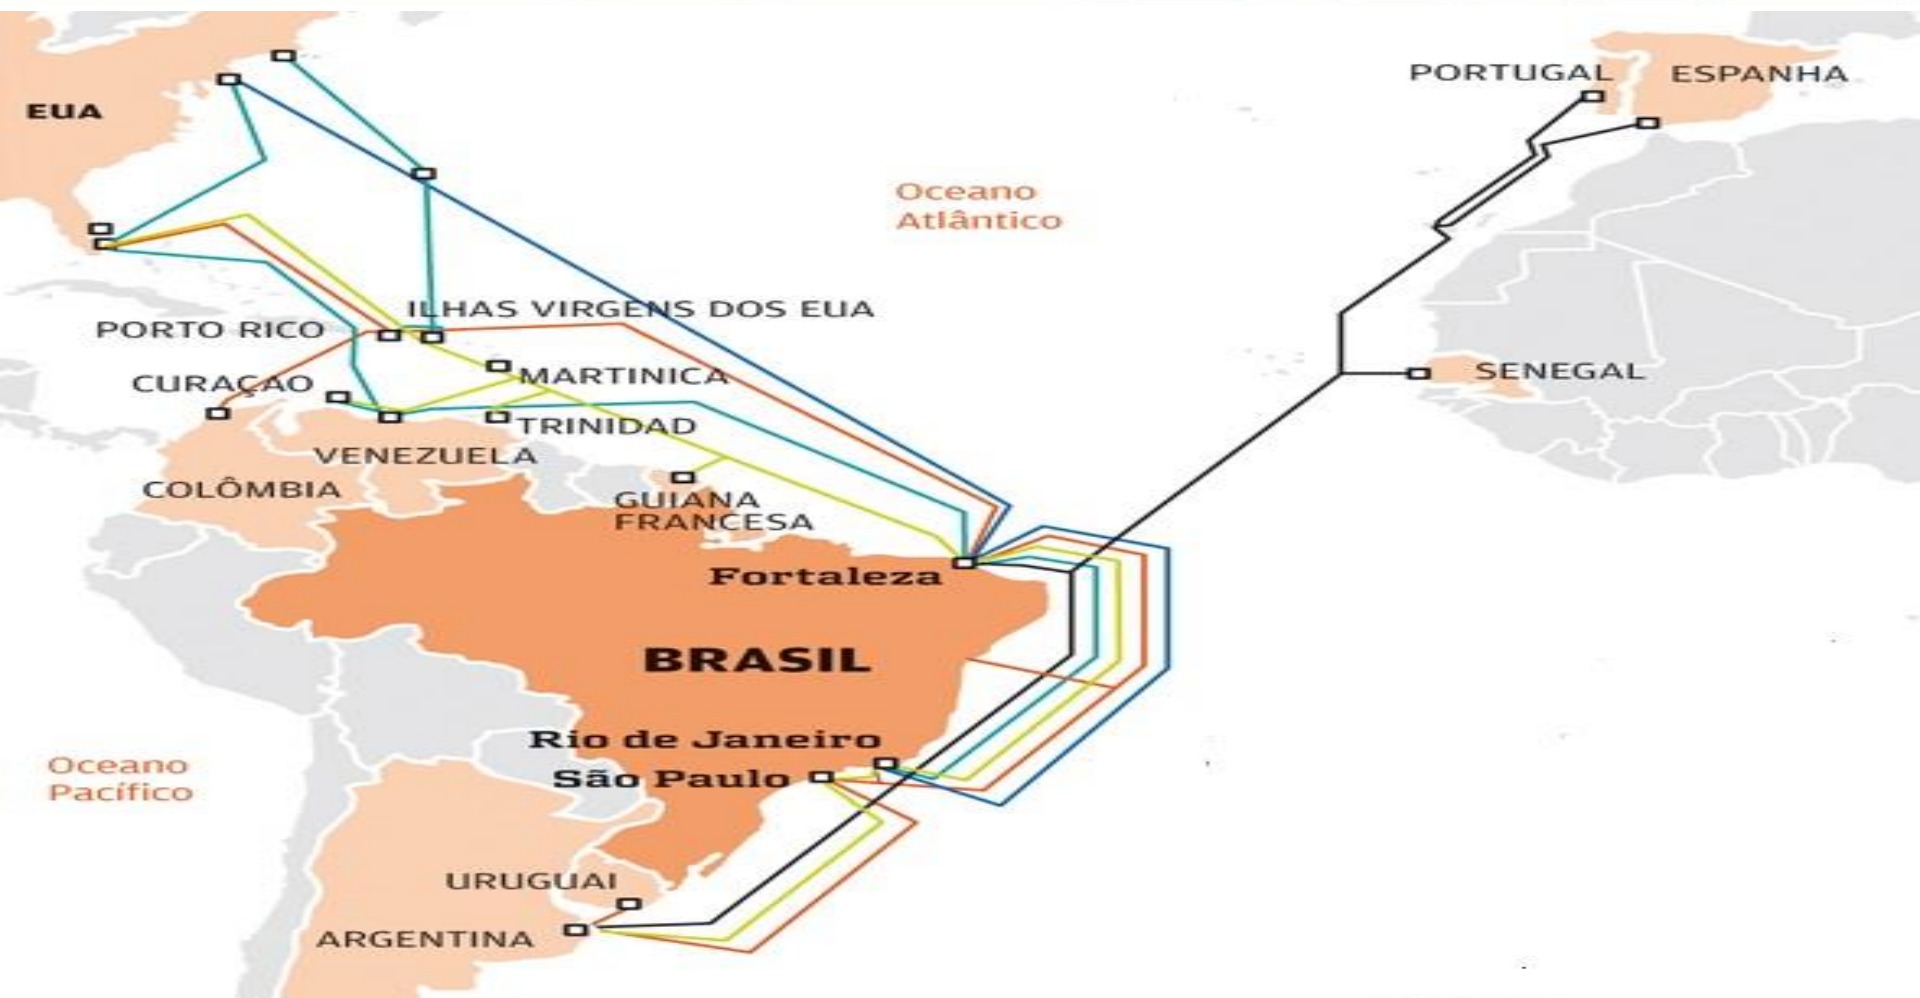 PORTUGAL
ESPANHA
EUA
Oceano
Atlântico
ILHAS VIRGENS DOS EUA
PORTO RICO
MARTINICA
CURAÇAO
TRINIDAD
VENEZUELA
COLÔMBIA
GUIANA
FRANCESA
SENEGAL
Fortaleza
BRASIL
Rio de Janeiro
São Paulo
Oceano
Pacífico
URUGUAI
ARGENTINA